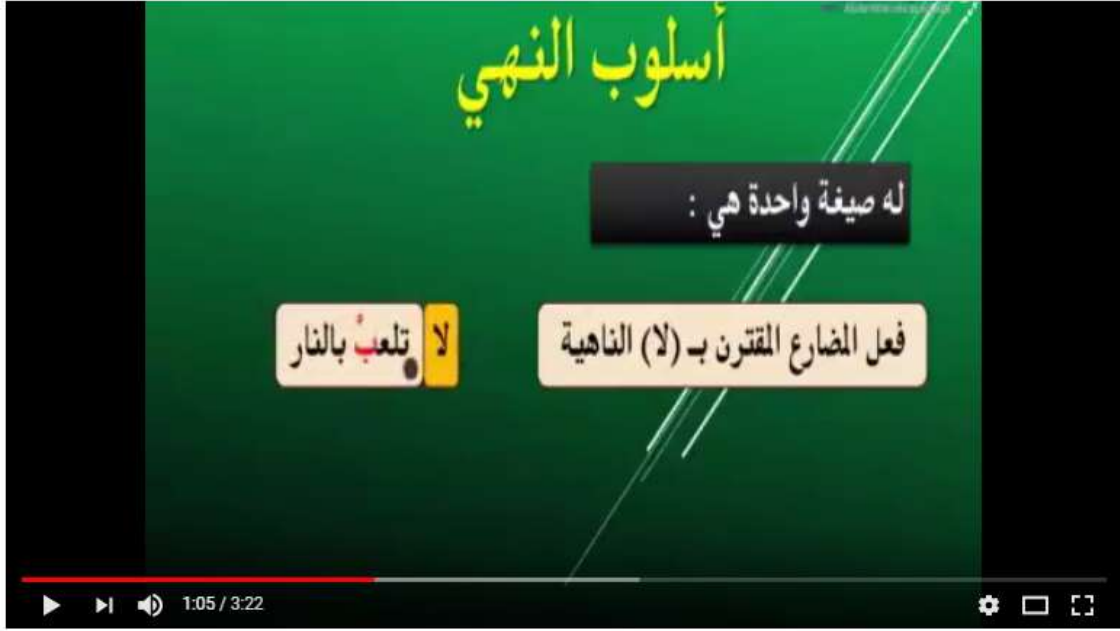 أسلوب النهي
له صيغة واحدة هي :
فعل المضارع المقترن بـ (لا) الناهية
لا تلعبْ بالنار
1:05 / 3:22